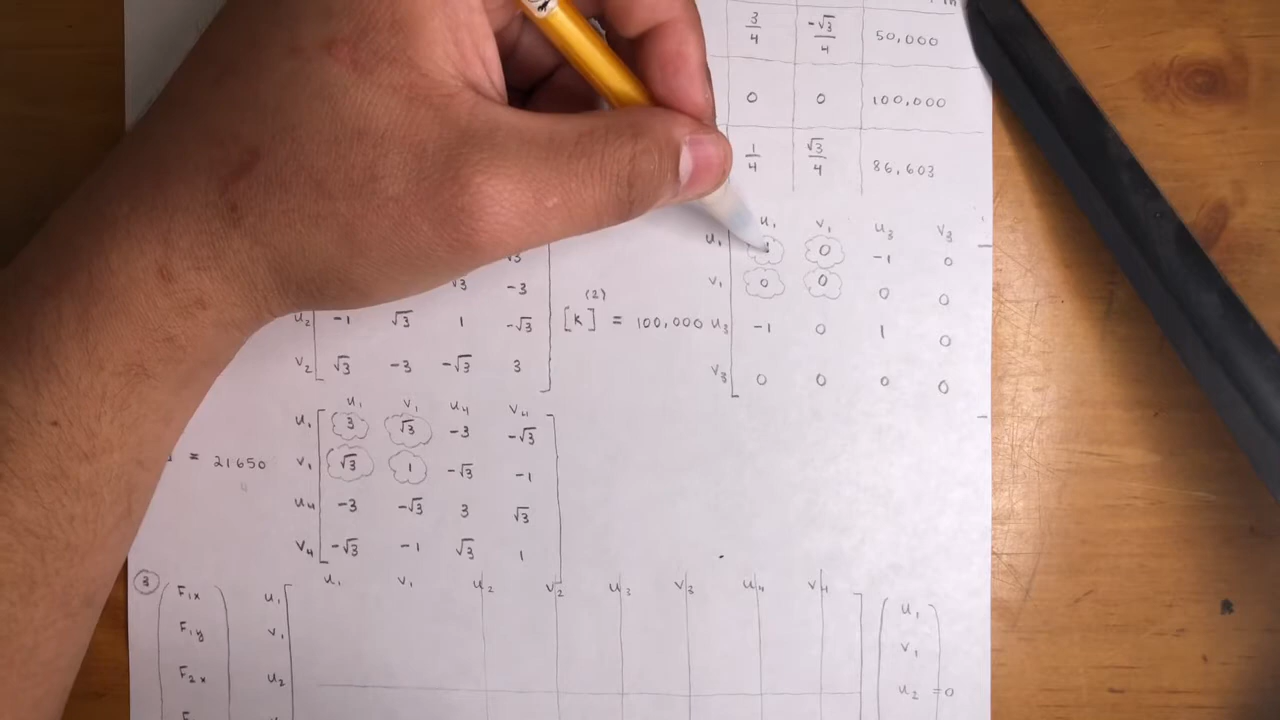 3/4 -√3/4 50,000
0 0 100,000
1/4 √3/4 86,603
u₁ v₁ u₃ v₃
u₁ 1 0 -1 0
v₁ 0 0 0 0
[k]⁽²⁾ = 100,000 u₃ -1 0 1 0
v₃ 0 0 0 0
√3
√3 -3
u₂ -1 √3 1 -√3
v₂ √3 -3 -√3 3
u₁ v₁ u₄ v₄
u₁ 3 √3 -3 -√3
= 21650 v₁ √3 1 -√3 -1
u₄ -3 -√3 3 √3
v₄ -√3 -1 √3 1
③ u₁ v₁ u₂ v₂ u₃ v₃ u₄ v₄
F₁ₓ u₁ u₁
F₁y v₁ v₁
F₂ₓ u₂ u₂ = 0